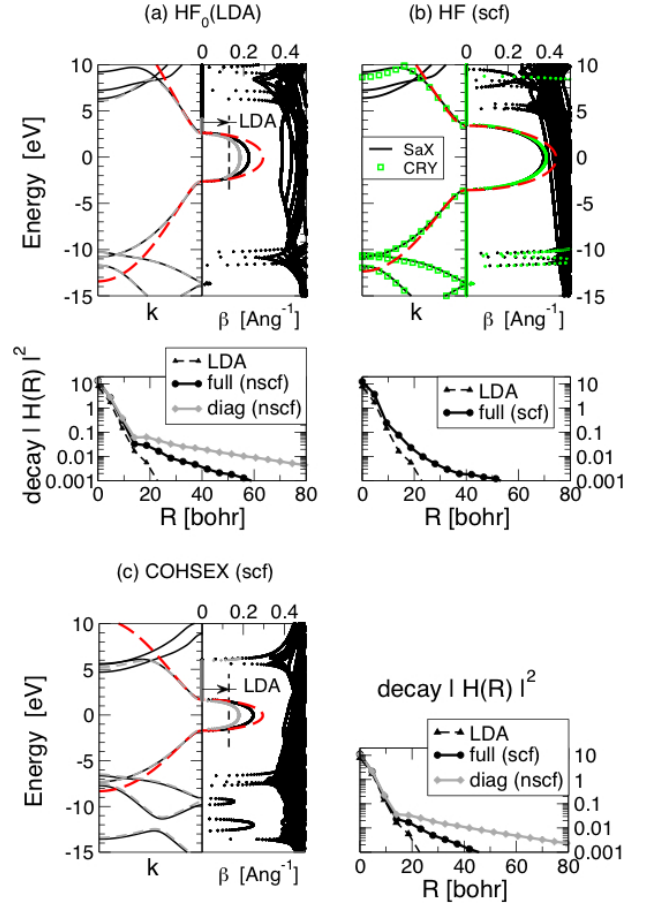 (a) HF0(LDA)
0 0.2 0.4
10
5
0
-5
-10
-15
Energy [eV]
LDA
k
β [Ang-1]
(b) HF (scf)
0 0.2 0.4
SaX
CRY
10
5
0
-5
-10
-15
k
β [Ang-1]
decay | H(R) |2
10
1
0.1
0.01
0.001
LDA
full (nscf)
diag (nscf)
0 20 40 60 80
R [bohr]
LDA
full (scf)
10
1
0.1
0.01
0.001
0 20 40 60 80
R [bohr]
(c) COHSEX (scf)
0 0.2 0.4
10
5
0
-5
-10
-15
Energy [eV]
LDA
k
β [Ang-1]
decay | H(R) |2
LDA
full (scf)
diag (nscf)
10
1
0.1
0.01
0.001
0 20 40 60 80
R [bohr]